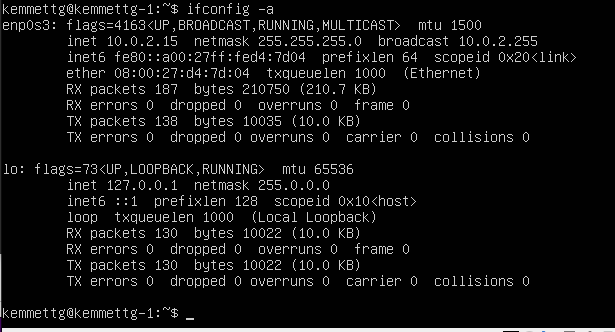 kemmettg@kemmettg-1:~$ ifconfig -a
enp0s3: flags=4163<UP,BROADCAST,RUNNING,MULTICAST>  mtu 1500
        inet 10.0.2.15  netmask 255.255.255.0  broadcast 10.0.2.255
        inet6 fe80::a00:27ff:fed4:7d04  prefixlen 64  scopeid 0x20<link>
        ether 08:00:27:d4:7d:04  txqueuelen 1000  (Ethernet)
        RX packets 187  bytes 210750 (210.7 KB)
        RX errors 0  dropped 0  overruns 0  frame 0
        TX packets 138  bytes 10035 (10.0 KB)
        TX errors 0  dropped 0 overruns 0  carrier 0  collisions 0
lo: flags=73<UP,LOOPBACK,RUNNING>  mtu 65536
        inet 127.0.0.1  netmask 255.0.0.0
        inet6 ::1  prefixlen 128  scopeid 0x10<host>
        loop  txqueuelen 1000  (Local Loopback)
        RX packets 130  bytes 10022 (10.0 KB)
        RX errors 0  dropped 0  overruns 0  frame 0
        TX packets 130  bytes 10022 (10.0 KB)
        TX errors 0  dropped 0 overruns 0  carrier 0  collisions 0
kemmettg@kemmettg-1:~$ _